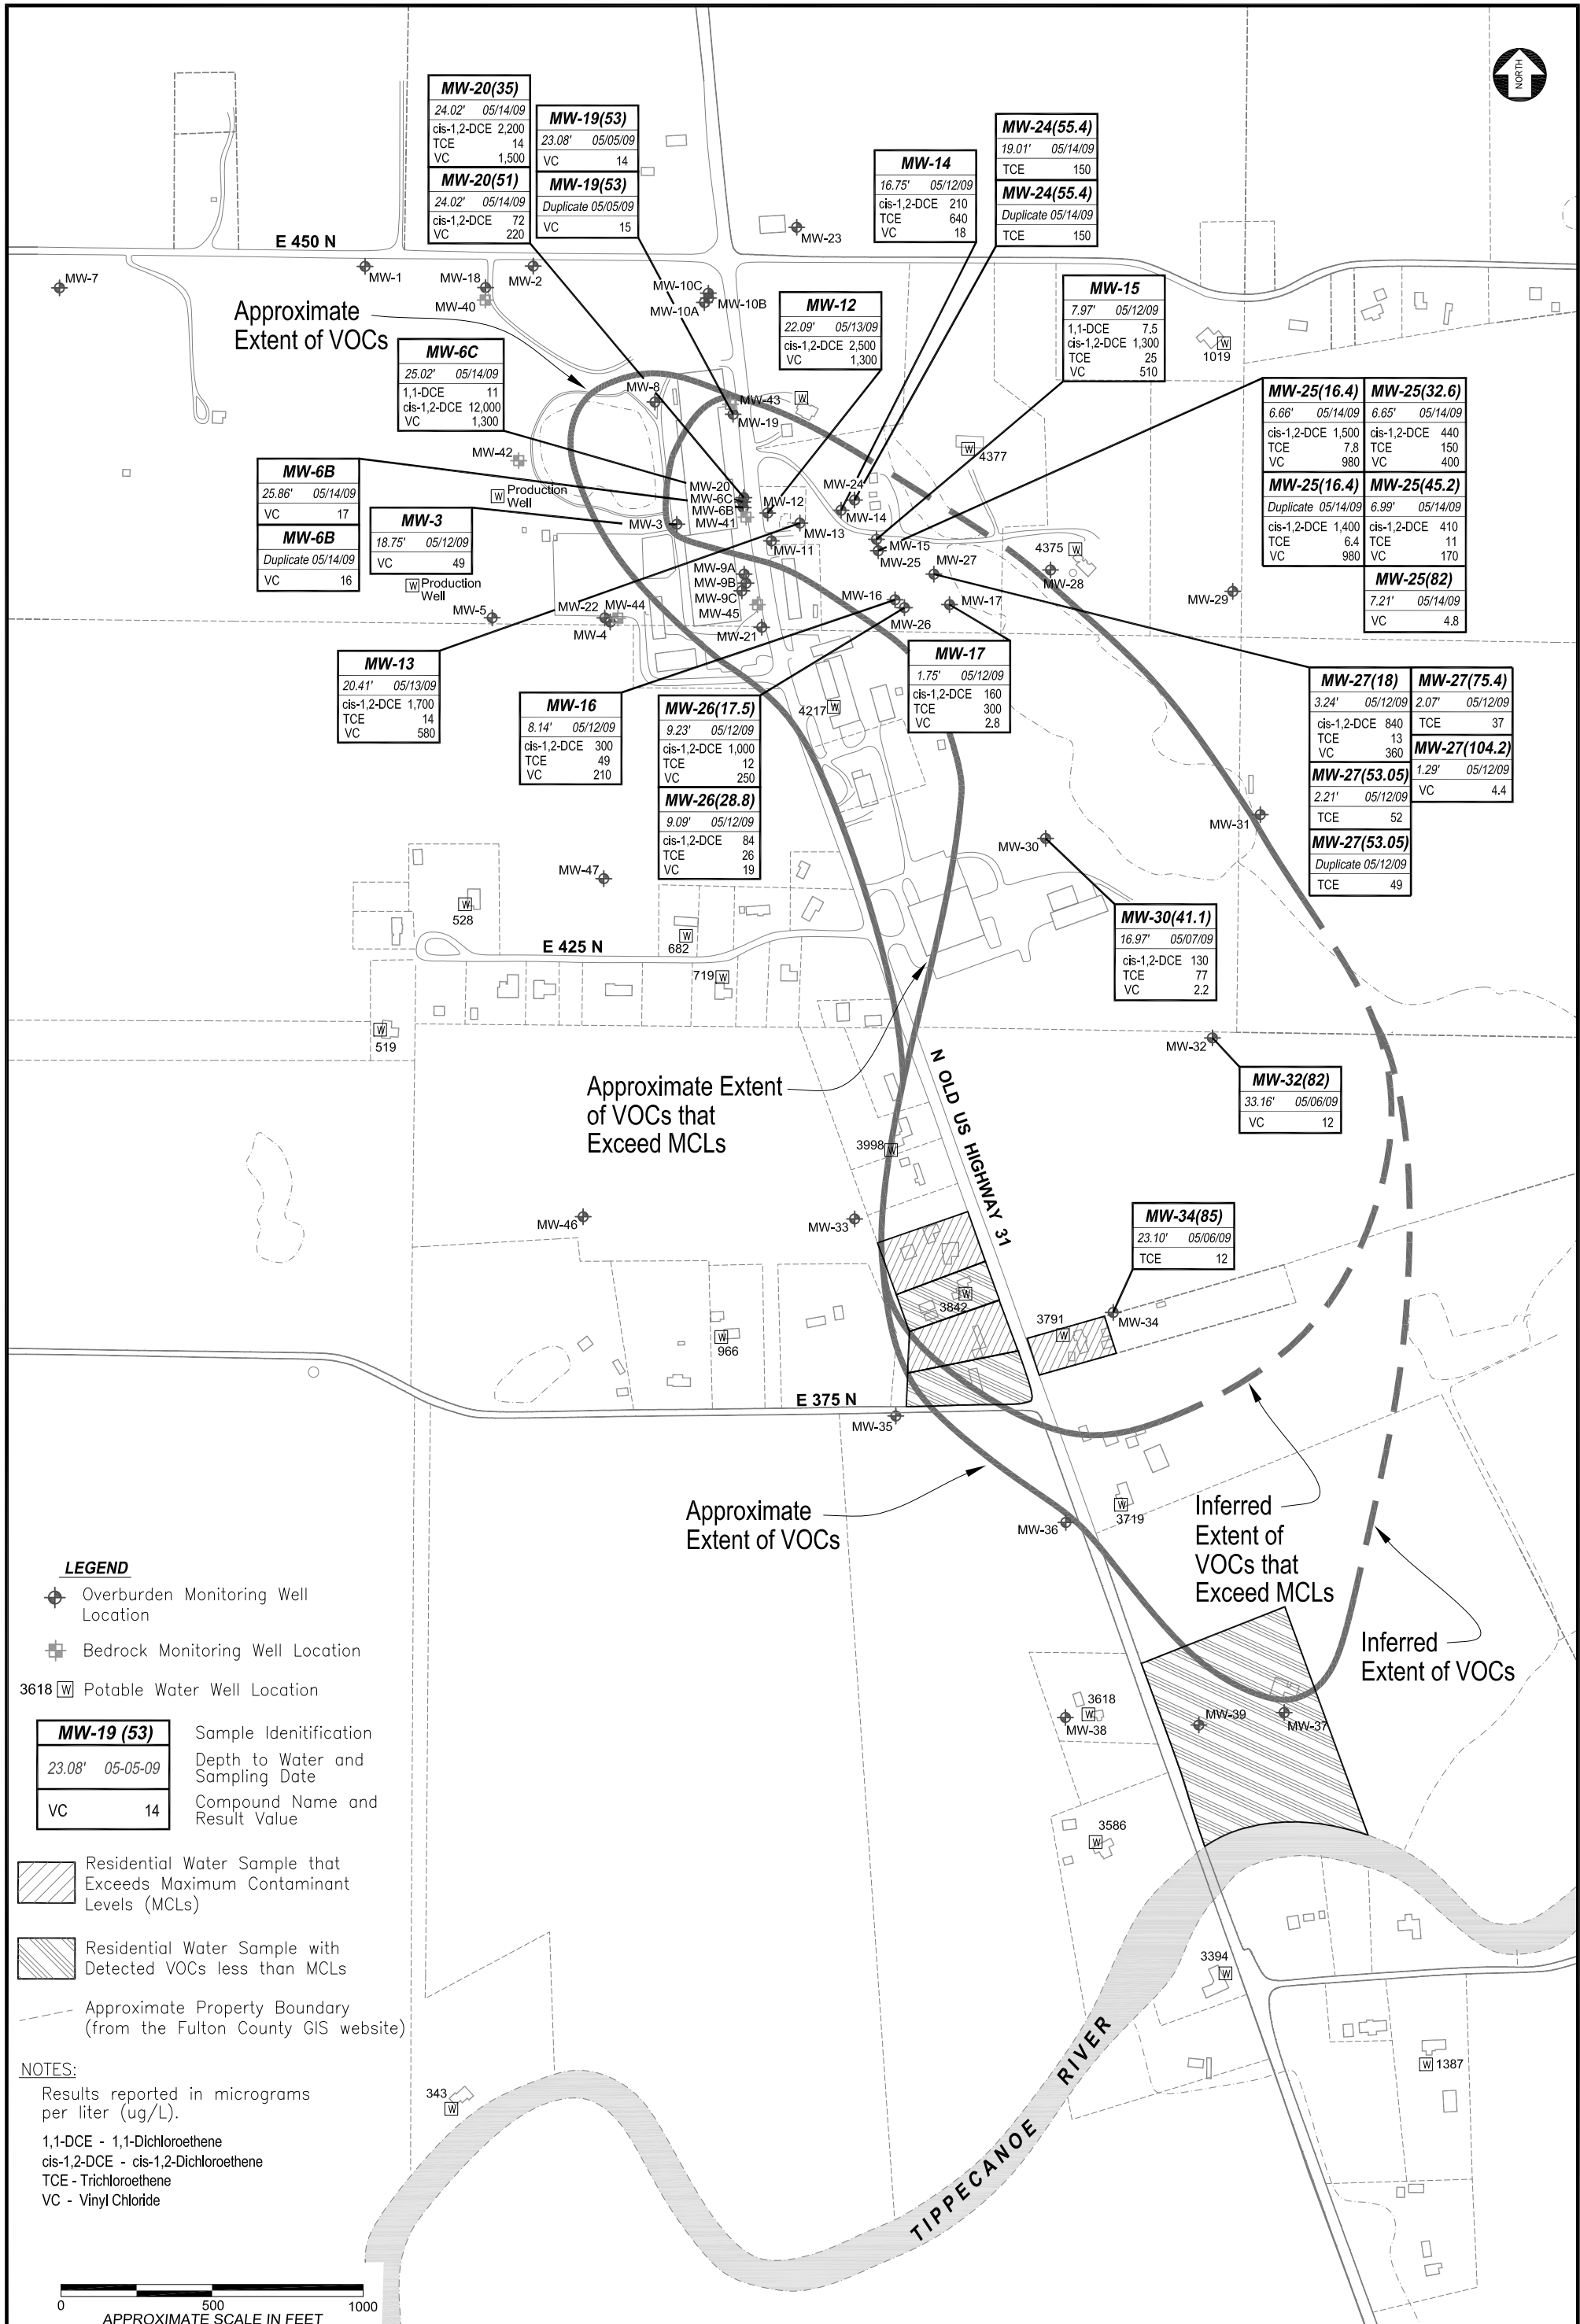 NORTH
MW-20(35)
24.02' 05/14/09
cis-1,2-DCE 2,200
TCE 14
VC 1,500
MW-20(51)
24.02' 05/14/09
cis-1,2-DCE 72
VC 220
MW-19(53)
23.08' 05/05/09
VC 14
MW-19(53)
Duplicate 05/05/09
VC 15
MW-14
16.75' 05/12/09
cis-1,2-DCE 210
TCE 640
VC 18
MW-24(55.4)
19.01' 05/14/09
TCE 150
MW-24(55.4)
Duplicate 05/14/09
TCE 150
MW-23
E 450 N
MW-7
MW-1
MW-18
MW-2
MW-40
MW-10C
MW-10B
MW-10A
Approximate
Extent of VOCs
MW-12
22.09' 05/13/09
cis-1,2-DCE 2,500
VC 1,300
MW-15
7.97' 05/12/09
1,1-DCE 7.5
cis-1,2-DCE 1,300
TCE 25
VC 510
W
1019
MW-6C
25.02' 05/14/09
1,1-DCE 11
cis-1,2-DCE 12,000
VC 1,300
MW-8
MW-43
W
MW-19
MW-25(16.4)
6.66' 05/14/09
cis-1,2-DCE 1,500
TCE 7.8
VC 980
MW-25(32.6)
6.65' 05/14/09
cis-1,2-DCE 440
TCE 150
VC 400
MW-25(16.4)
Duplicate 05/14/09
cis-1,2-DCE 1,400
TCE 6.4
VC 980
MW-25(45.2)
6.99' 05/14/09
cis-1,2-DCE 410
TCE 11
VC 170
MW-25(82)
7.21' 05/14/09
VC 4.8
MW-42
W
4377
MW-6B
25.86' 05/14/09
VC 17
MW-6B
Duplicate 05/14/09
VC 16
W Production
Well
MW-20
MW-6C
MW-6B
MW-41
MW-12
MW-24
MW-14
MW-3
18.75' 05/12/09
VC 49
MW-3
MW-13
MW-11
MW-15
MW-25
MW-27
4375 W
MW-28
W Production
Well
MW-5
MW-22
MW-44
MW-4
MW-9A
MW-9B
MW-9C
MW-45
MW-21
MW-16
MW-26
MW-17
MW-29
MW-13
20.41' 05/13/09
cis-1,2-DCE 1,700
TCE 14
VC 580
MW-16
8.14' 05/12/09
cis-1,2-DCE 300
TCE 49
VC 210
MW-26(17.5)
9.23' 05/12/09
cis-1,2-DCE 1,000
TCE 12
VC 250
MW-26(28.8)
9.09' 05/12/09
cis-1,2-DCE 84
TCE 26
VC 19
4217 W
MW-17
1.75' 05/12/09
cis-1,2-DCE 160
TCE 300
VC 2.8
MW-27(18)
3.24' 05/12/09
cis-1,2-DCE 840
TCE 13
VC 360
MW-27(75.4)
2.07' 05/12/09
TCE 37
MW-27(53.05)
2.21' 05/12/09
TCE 52
MW-27(104.2)
1.29' 05/12/09
VC 4.4
MW-27(53.05)
Duplicate 05/12/09
TCE 49
MW-31
MW-30
MW-47
W
528
W
682
E 425 N
719 W
W
519
MW-30(41.1)
16.97' 05/07/09
cis-1,2-DCE 130
TCE 77
VC 2.2
MW-32
MW-32(82)
33.16' 05/06/09
VC 12
Approximate Extent
of VOCs that
Exceed MCLs
N OLD US HIGHWAY 31
3998 W
MW-46
MW-33
MW-34(85)
23.10' 05/06/09
TCE 12
W
3842
3791
W
MW-34
W
966
E 375 N
MW-35
Approximate
Extent of VOCs
MW-36
W
3719
Inferred
Extent of
VOCs that
Exceed MCLs
Inferred
Extent of VOCs
3618
W
MW-38
MW-39
MW-37
3586
W
3394
W
W 1387
343
W
TIPPECANOE RIVER
LEGEND
Overburden Monitoring Well
Location
Bedrock Monitoring Well Location
3618 W Potable Water Well Location
MW-19 (53)
Sample Idenitification
23.08' 05-05-09
Depth to Water and
Sampling Date
VC 14
Compound Name and
Result Value
Residential Water Sample that
Exceeds Maximum Contaminant
Levels (MCLs)
Residential Water Sample with
Detected VOCs less than MCLs
Approximate Property Boundary
(from the Fulton County GIS website)
NOTES:
Results reported in micrograms
per liter (ug/L).
1,1-DCE - 1,1-Dichloroethene
cis-1,2-DCE - cis-1,2-Dichloroethene
TCE - Trichloroethene
VC - Vinyl Chloride
0 500 1000
APPROXIMATE SCALE IN FEET